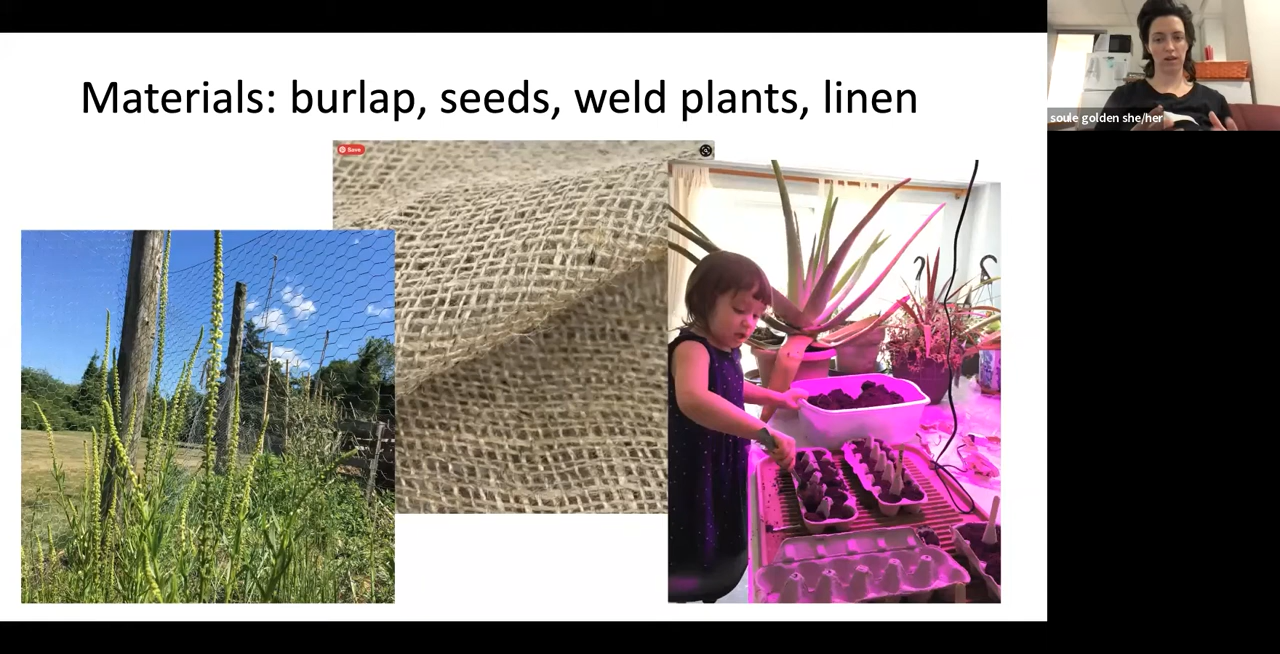 Materials: burlap, seeds, weld plants, linen
Save
soule golden she/her